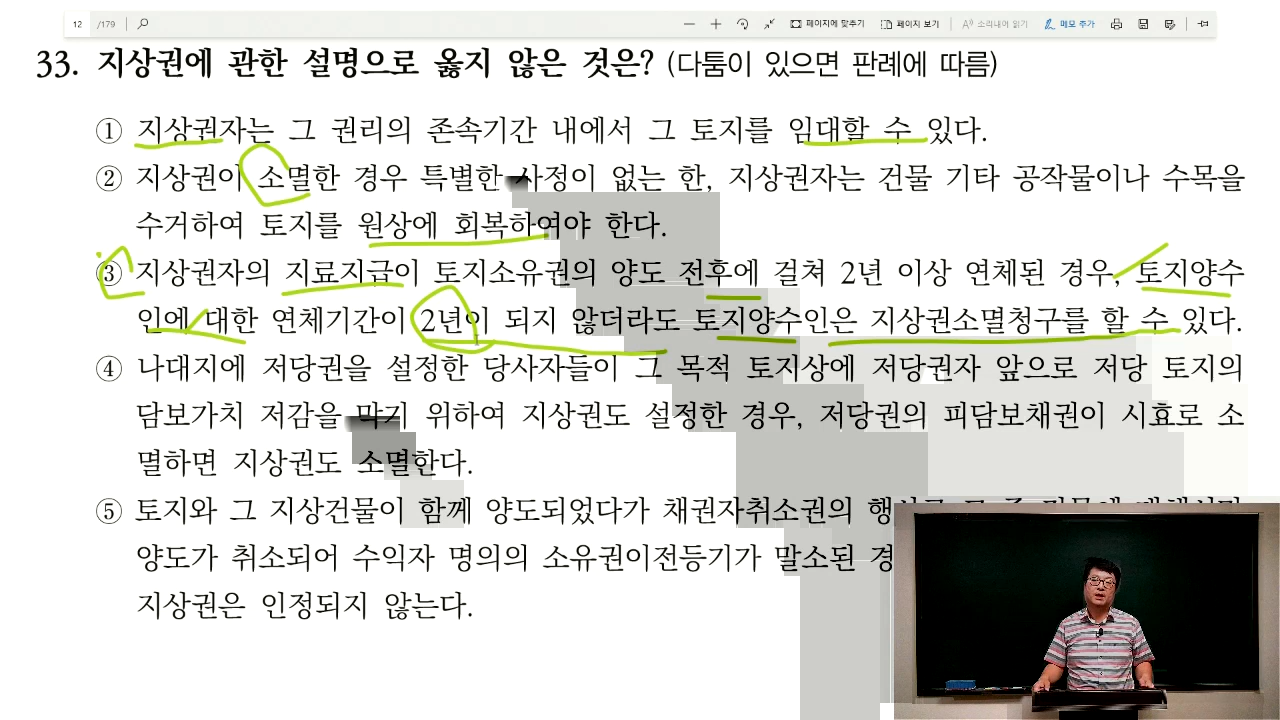 12 /179 페이지에 맞추기 페이지 보기 소리내어 읽기 메모 추가
33. 지상권에 관한 설명으로 옳지 않은 것은? (다툼이 있으면 판례에 따름)
① 지상권자는 그 권리의 존속기간 내에서 그 토지를 임대할 수 있다.
② 지상권이 소멸한 경우 특별한 사정이 없는 한, 지상권자는 건물 기타 공작물이나 수목을
수거하여 토지를 원상에 회복하여야 한다.
③ 지상권자의 지료지급이 토지소유권의 양도 전후에 걸쳐 2년 이상 연체된 경우, 토지양수
인에 대한 연체기간이 2년이 되지 않더라도 토지양수인은 지상권소멸청구를 할 수 있다.
④ 나대지에 저당권을 설정한 당사자들이 그 목적 토지상에 저당권자 앞으로 저당 토지의
담보가치 저감을 막기 위하여 지상권도 설정한 경우, 저당권의 피담보채권이 시효로 소
멸하면 지상권도 소멸한다.
⑤ 토지와 그 지상건물이 함께 양도되었다가 채권자취소권의
양도가 취소되어 수익자 명의의 소유권이전등기가 말소된
지상권은 인정되지 않는다.